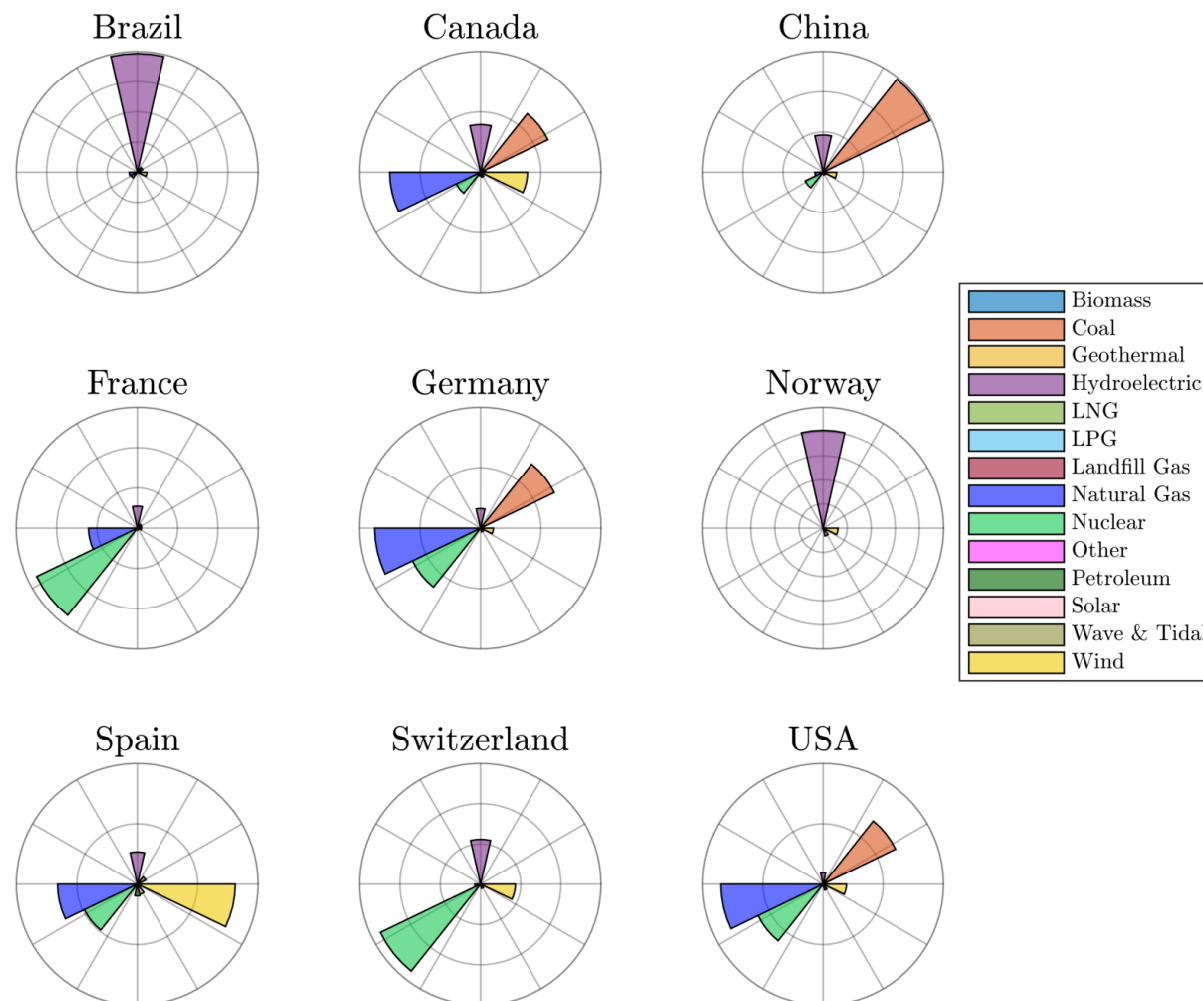 Brazil
Canada
China
France
Germany
Norway
Spain
Switzerland
USA
Biomass
Coal
Geothermal
Hydroelectric
LNG
LPG
Landfill Gas
Natural Gas
Nuclear
Other
Petroleum
Solar
Wave & Tidal
Wind